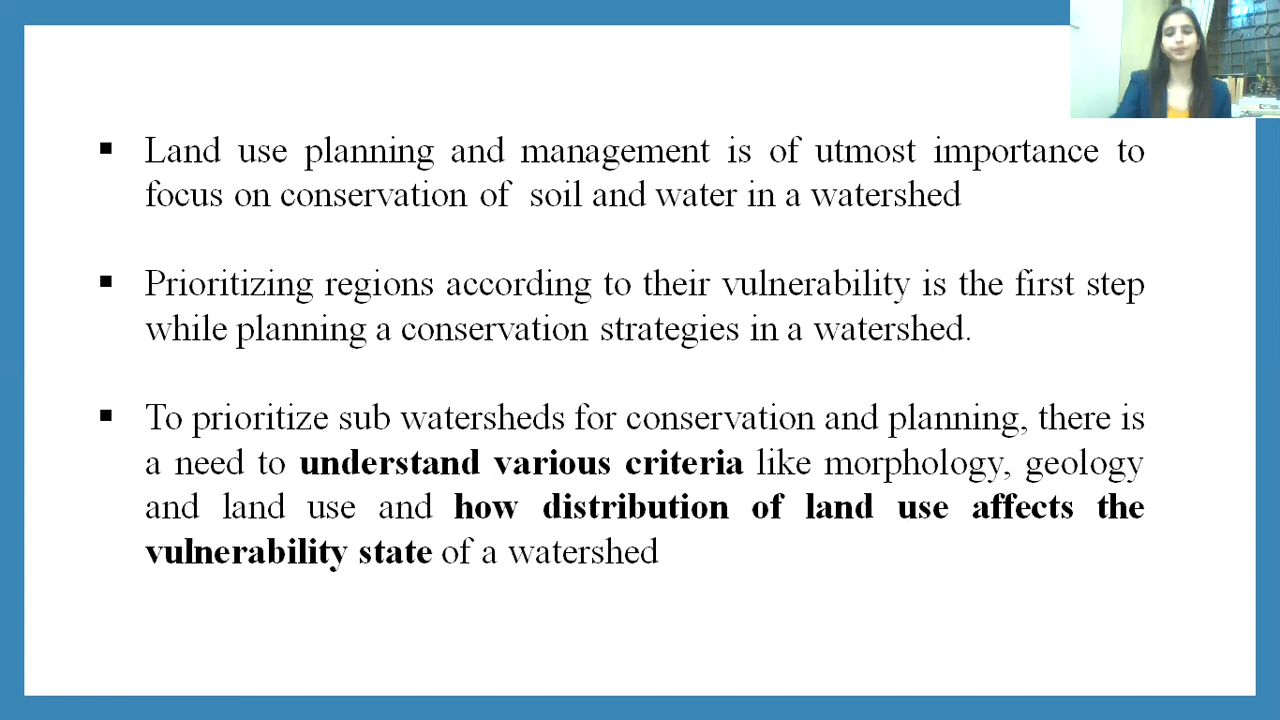 ▪ Land use planning and management is of utmost importance to
focus on conservation of soil and water in a watershed
▪ Prioritizing regions according to their vulnerability is the first step
while planning a conservation strategies in a watershed.
▪ To prioritize sub watersheds for conservation and planning, there is
a need to understand various criteria like morphology, geology
and land use and how distribution of land use affects the
vulnerability state of a watershed